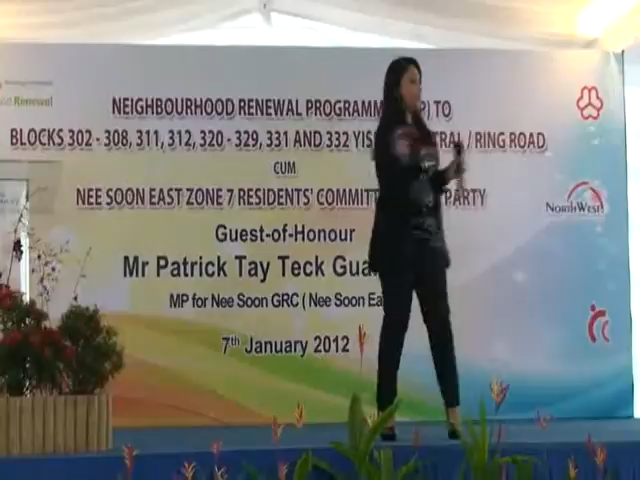 Renewal
NEIGHBOURHOOD RENEWAL PROGRAMM P) TO
BLOCKS 302 - 308, 311, 312, 320 - 329, 331 AND 332 YIS TRAL / RING ROAD
CUM
NEE SOON EAST ZONE 7 RESIDENTS' COMMIT PARTY
NORTHWEST
GUEST-OF-HONOUR
MR PATRICK TAY TECK GUA
MP FOR NEE SOON GRC ( NEE SOON EA
7th JANUARY 2012